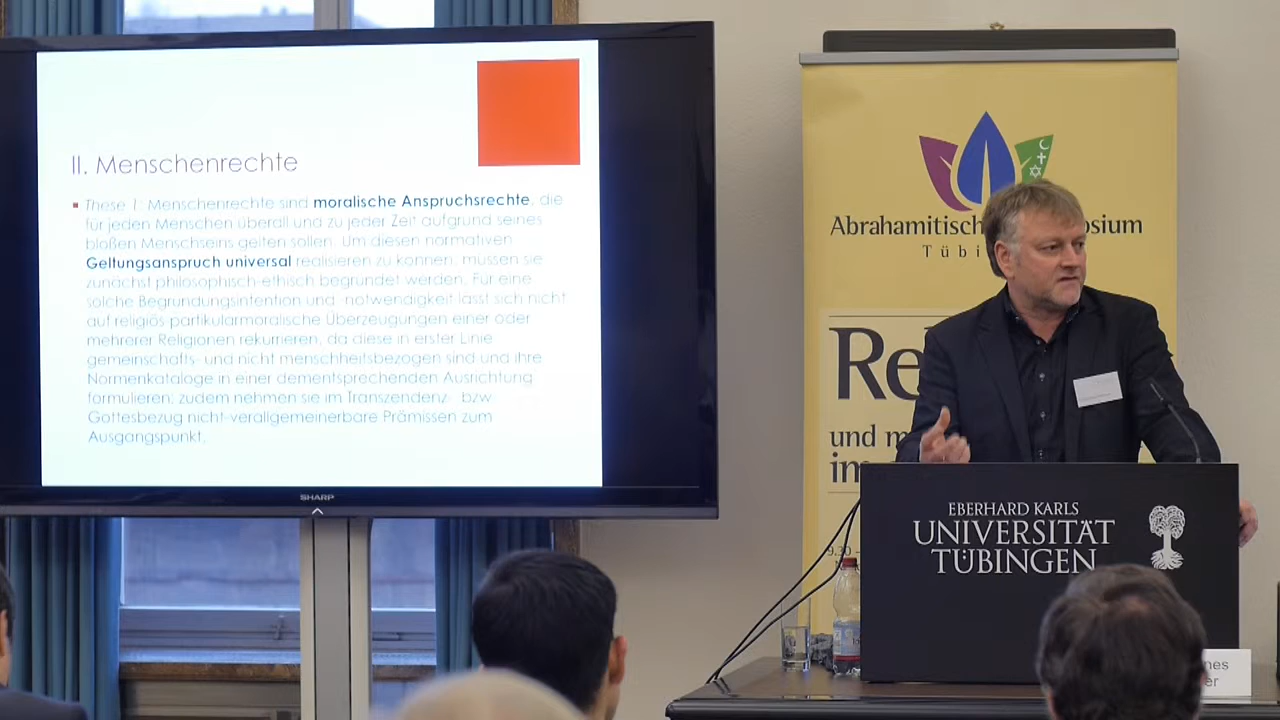 II. Menschenrechte
These 1: Menschenrechte sind moralische Anspruchsrechte, die
für jeden Menschen überall und zu jeder Zeit aufgrund seines
bloßen Menschseins gelten sollen. Um diesen normativen
Geltungsanspruch universal realisieren zu können, müssen sie
zunächst philosophisch-ethisch begründet werden. Für eine
solche Begründungsintention und -notwendigkeit lässt sich nicht
auf religiös partikularmoralische Überzeugungen einer oder
mehrerer Religionen rekurrieren, da diese in erster Linie
gemeinschafts- und nicht menschheitsbezogen sind und ihre
Normenkataloge in einer dementsprechenden Ausrichtung
formulieren; zudem nehmen sie im Transzendenz- bzw.
Gottesbezug nicht-verallgemeinerbare Prämissen zum
Ausgangspunkt.
SHARP
Abrahamitisch sium
Tübi
Re
und m
im
9.30 –
EBERHARD KARLS
UNIVERSITÄT
TÜBINGEN
nes
er